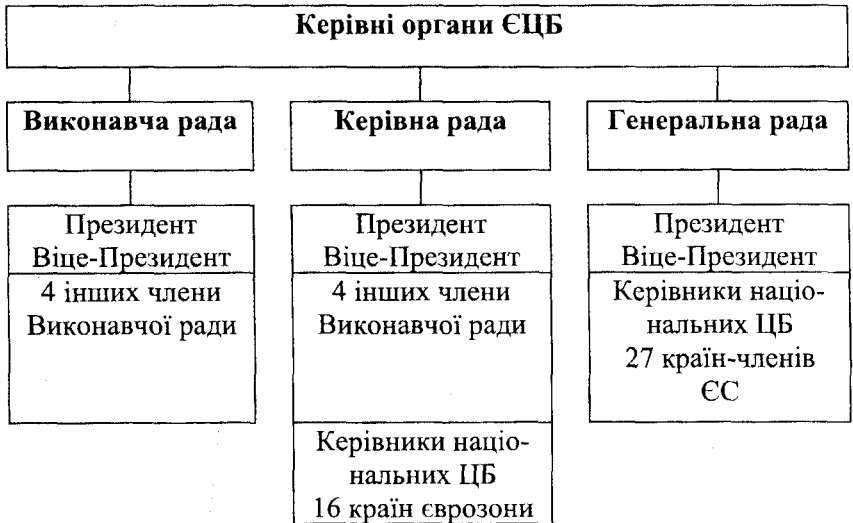 Керівні органи ЄЦБ
Виконавча рада
Президент
Віце-Президент
4 інших члени
Виконавчої ради
Керівна рада
Президент
Віце-Президент
4 інших члени
Виконавчої ради
Керівники націо-
нальних ЦБ
16 країн єврозони
Генеральна рада
Президент
Віце-Президент
Керівники націо-
нальних ЦБ
27 країн-членів
ЄС